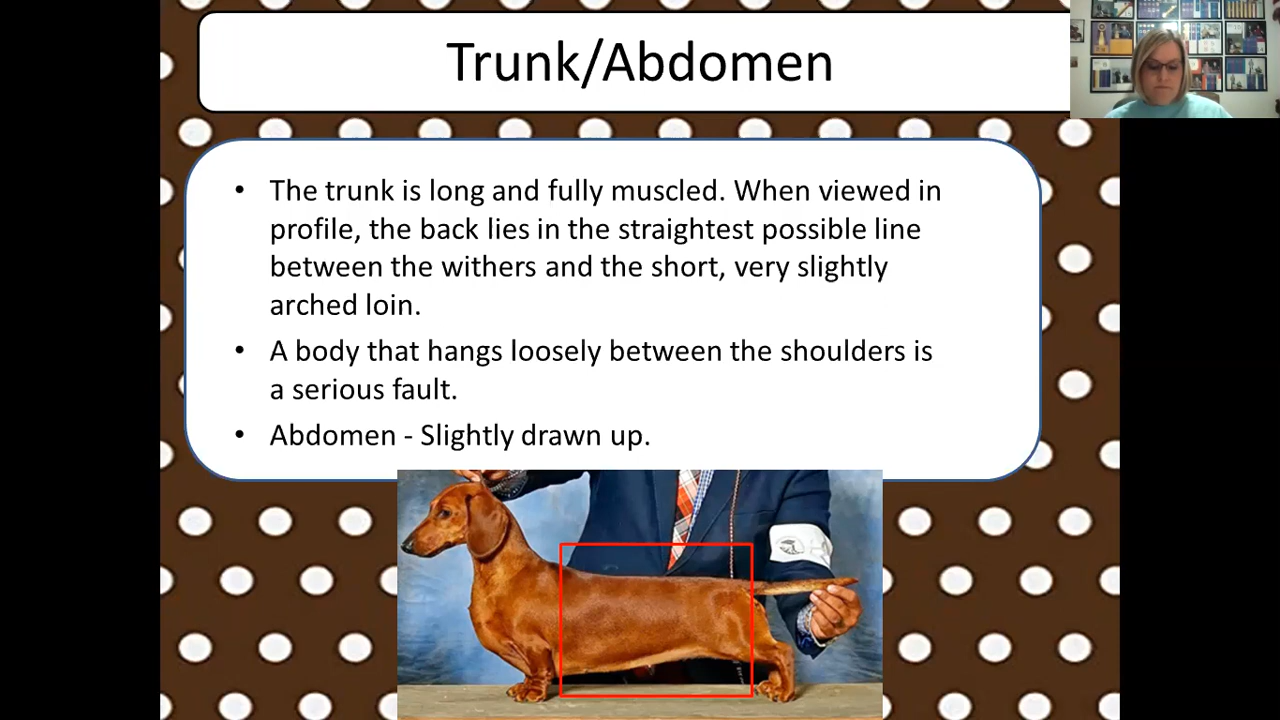 Trunk/Abdomen
• The trunk is long and fully muscled. When viewed in
profile, the back lies in the straightest possible line
between the withers and the short, very slightly
arched loin.
• A body that hangs loosely between the shoulders is
a serious fault.
• Abdomen - Slightly drawn up.